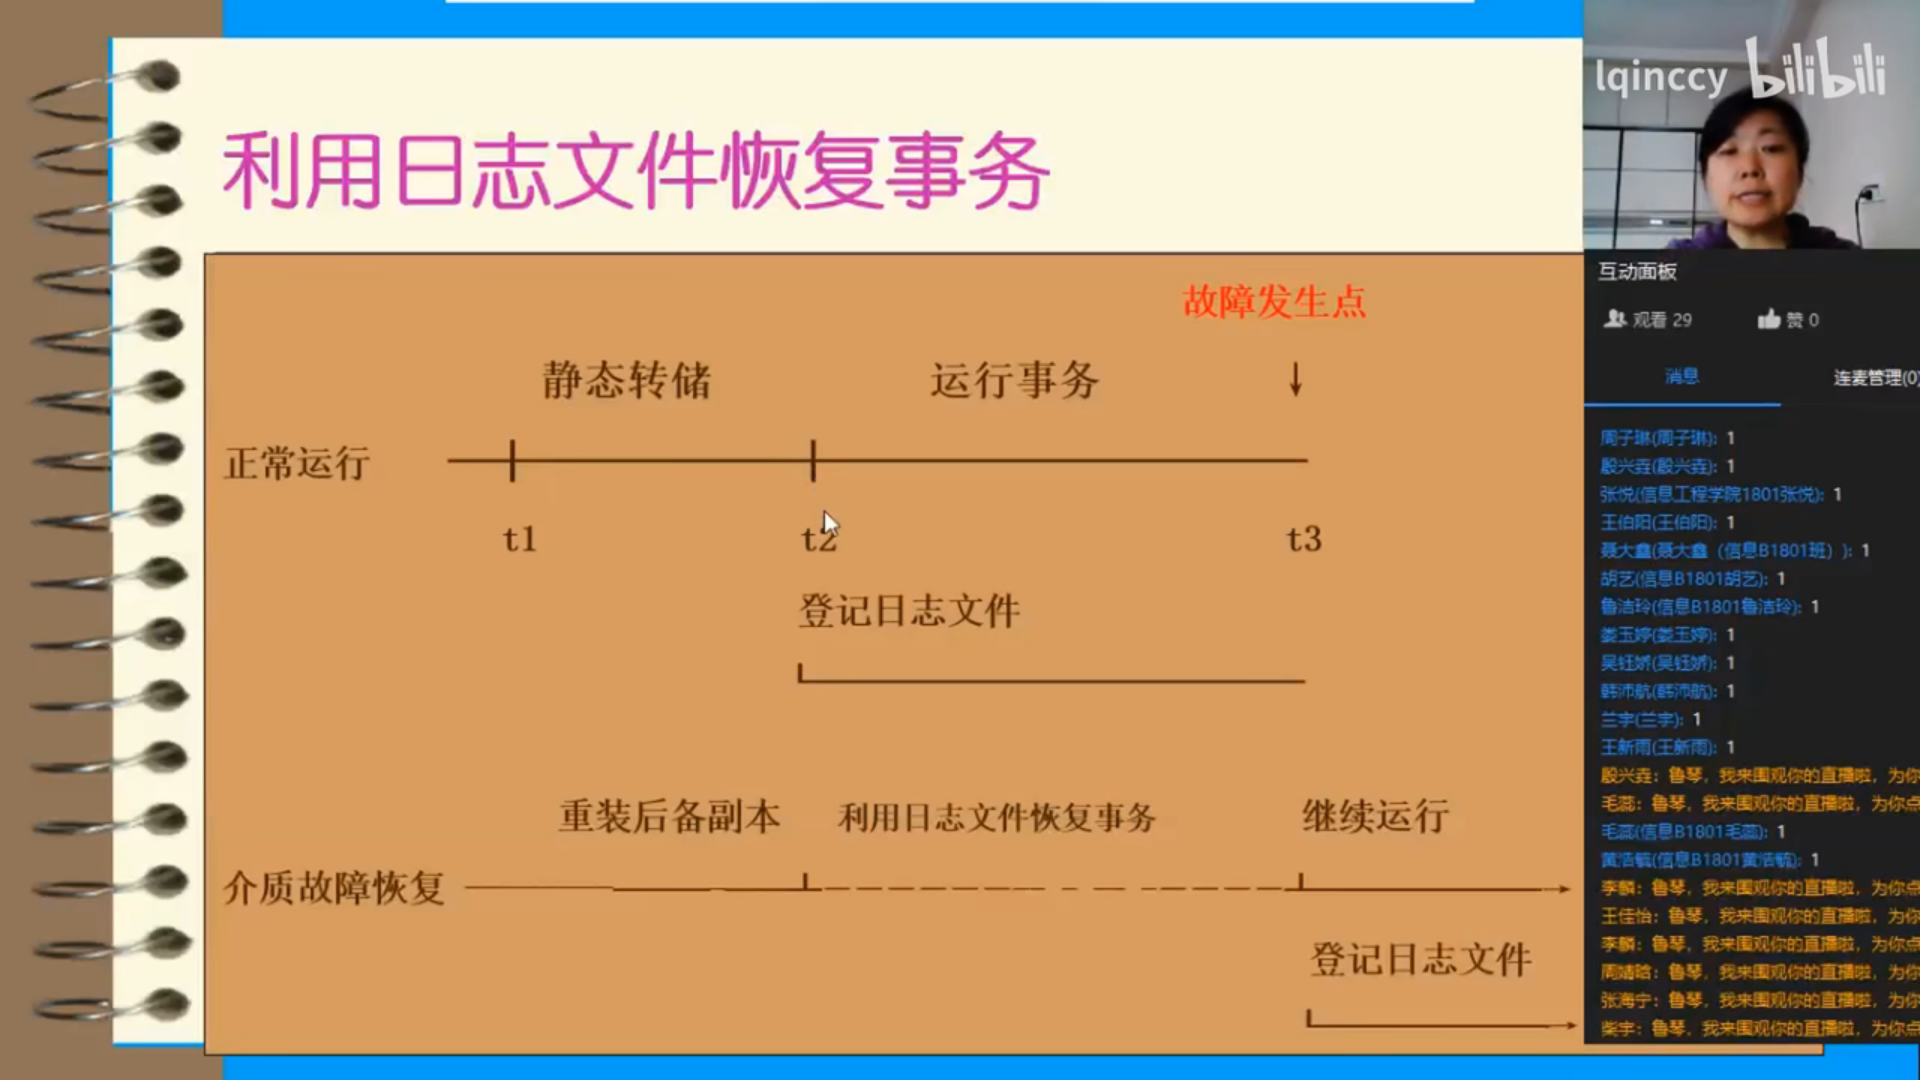 利用日志文件恢复事务
故障发生点
静态转储
运行事务
↓
正常运行
t1
t2
t3
登记日志文件
重装后备副本
利用日志文件恢复事务
继续运行
介质故障恢复
登记日志文件
lqinccy bilibili
互动面板
观看 29
赞 0
消息
连麦管理(0)
周子琳(周子琳): 1
殷兴垚(殷兴垚): 1
张悦(信息工程学院1801张悦): 1
王伯阳(王伯阳): 1
聂大鑫(聂大鑫（信息B1801班）): 1
胡艺(信息B1801胡艺): 1
鲁洁玲(信息B1801鲁洁玲): 1
娄玉婷(娄玉婷): 1
吴钰娇(吴钰娇): 1
韩沛航(韩沛航): 1
兰宇(兰宇): 1
王新雨(王新雨): 1
殷兴垚: 鲁琴，我来围观你的直播啦，为你
毛蕊: 鲁琴，我来围观你的直播啦，为你点
毛蕊(信息B1801毛蕊): 1
黄浩毓(信息B1801黄浩毓): 1
李麟: 鲁琴，我来围观你的直播啦，为你点
王佳怡: 鲁琴，我来围观你的直播啦，为你
李麟: 鲁琴，我来围观你的直播啦，为你点
周婧晗: 鲁琴，我来围观你的直播啦，为你
张海宁: 鲁琴，我来围观你的直播啦，为你
柴宇: 鲁琴，我来围观你的直播啦，为你点